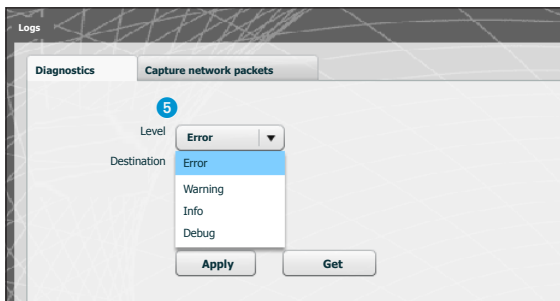 Logs
Diagnostics
Capture network packets
5
Level
Error
Destination
Error
Warning
Info
Debug
Apply
Get